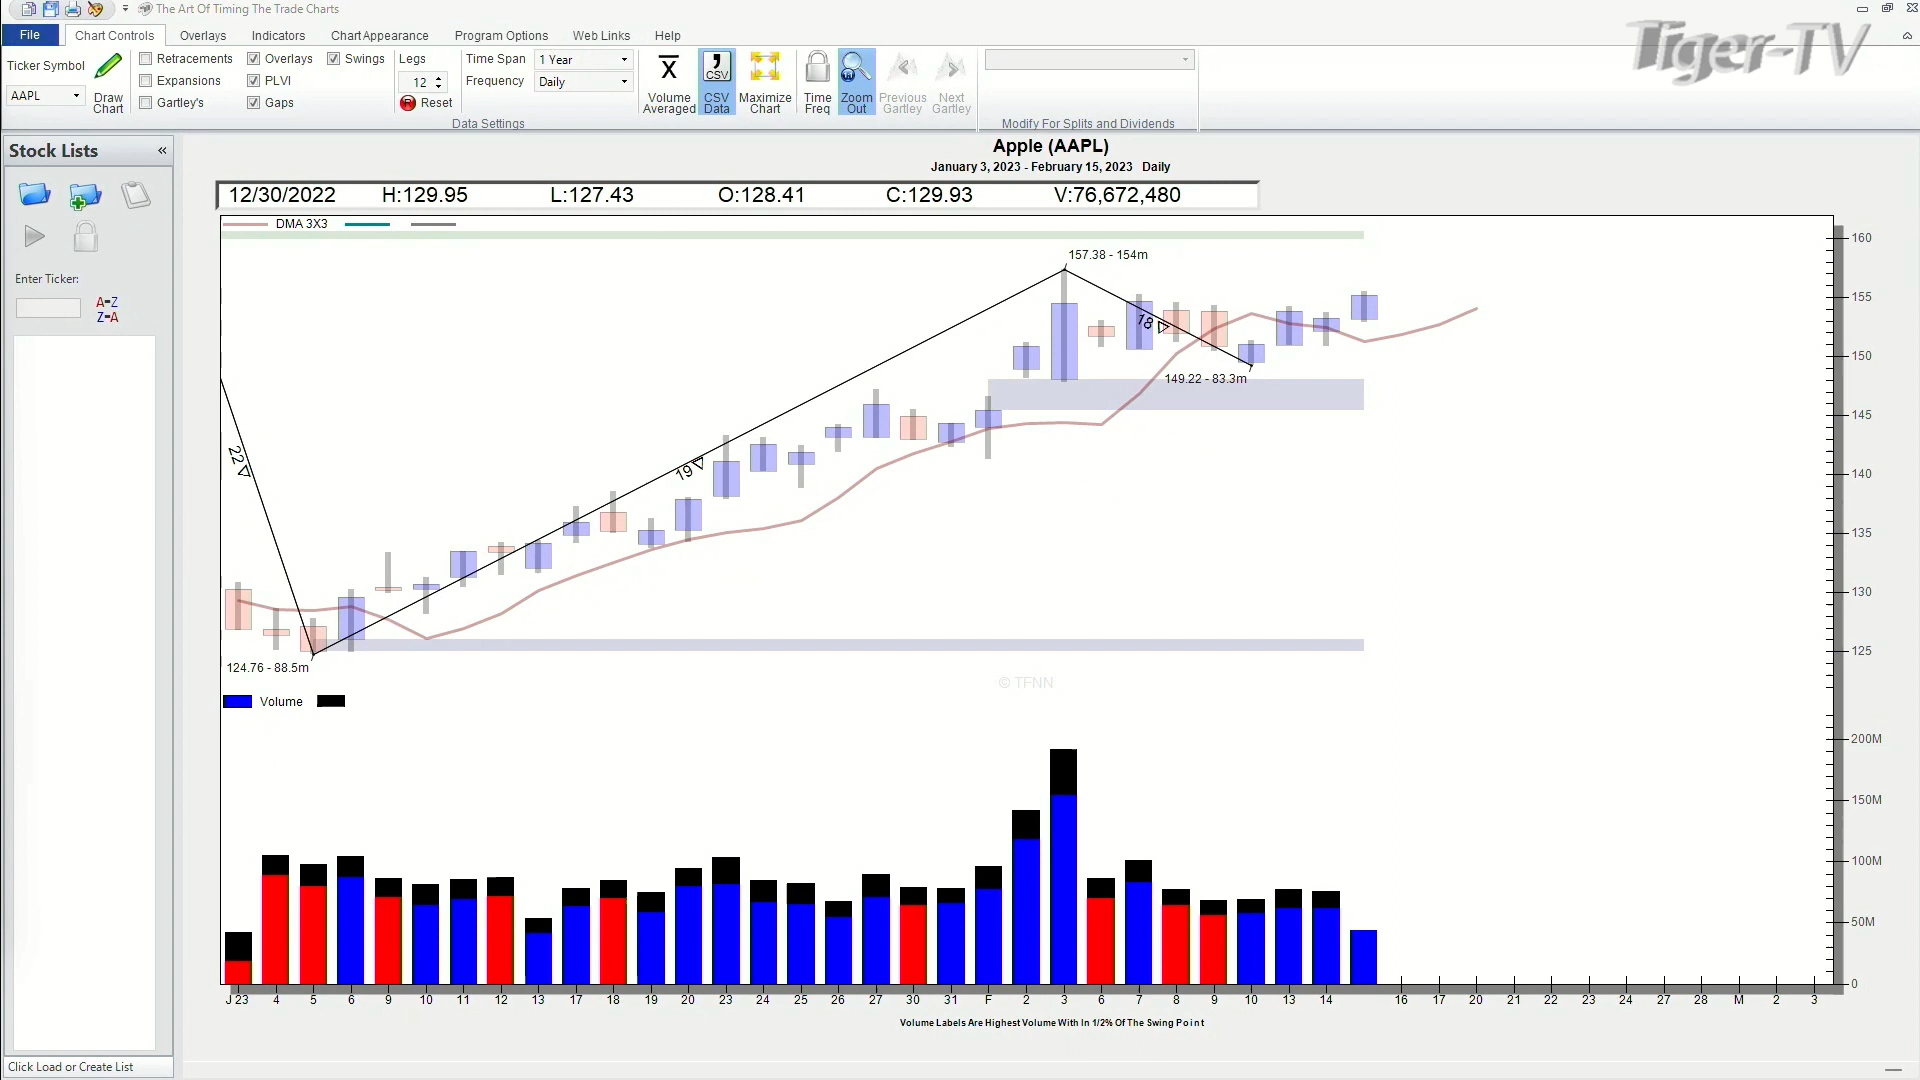 The Art Of Timing The Trade Charts
File Chart Controls Overlays Indicators Chart Appearance Program Options Web Links Help
Tiger-TV
Ticker Symbol
AAPL
Draw
Chart
Retracements
Expansions
Gartley's
Overlays
PLVI
Gaps
Swings
Legs
12
Reset
Time Span 1 Year
Frequency Daily
Data Settings
Volume
Averaged
CSV
CSV
Data
Maximize
Chart
Time
Freq
Zoom
Out
Previous
Gartley
Next
Gartley
Modify For Splits and Dividends
Stock Lists
Enter Ticker:
A=Z
Z=A
Click Load or Create List
Apple (AAPL)
January 3, 2023 - February 15, 2023 Daily
12/30/2022 H:129.95 L:127.43 O:128.41 C:129.93 V:76,672,480
DMA 3X3
157.38 - 154m
18
149.22 - 83.3m
19
22
124.76 - 88.5m
© TFNN
160
155
150
145
140
135
130
125
Volume
200M
150M
100M
50M
0
J 23 4 5 6 9 10 11 12 13 17 18 19 20 23 24 25 26 27 30 31 F 2 3 6 7 8 9 10 13 14 16 17 20 21 22 23 24 27 28 M 2 3
Volume Labels Are Highest Volume With In 1/2% Of The Swing Point